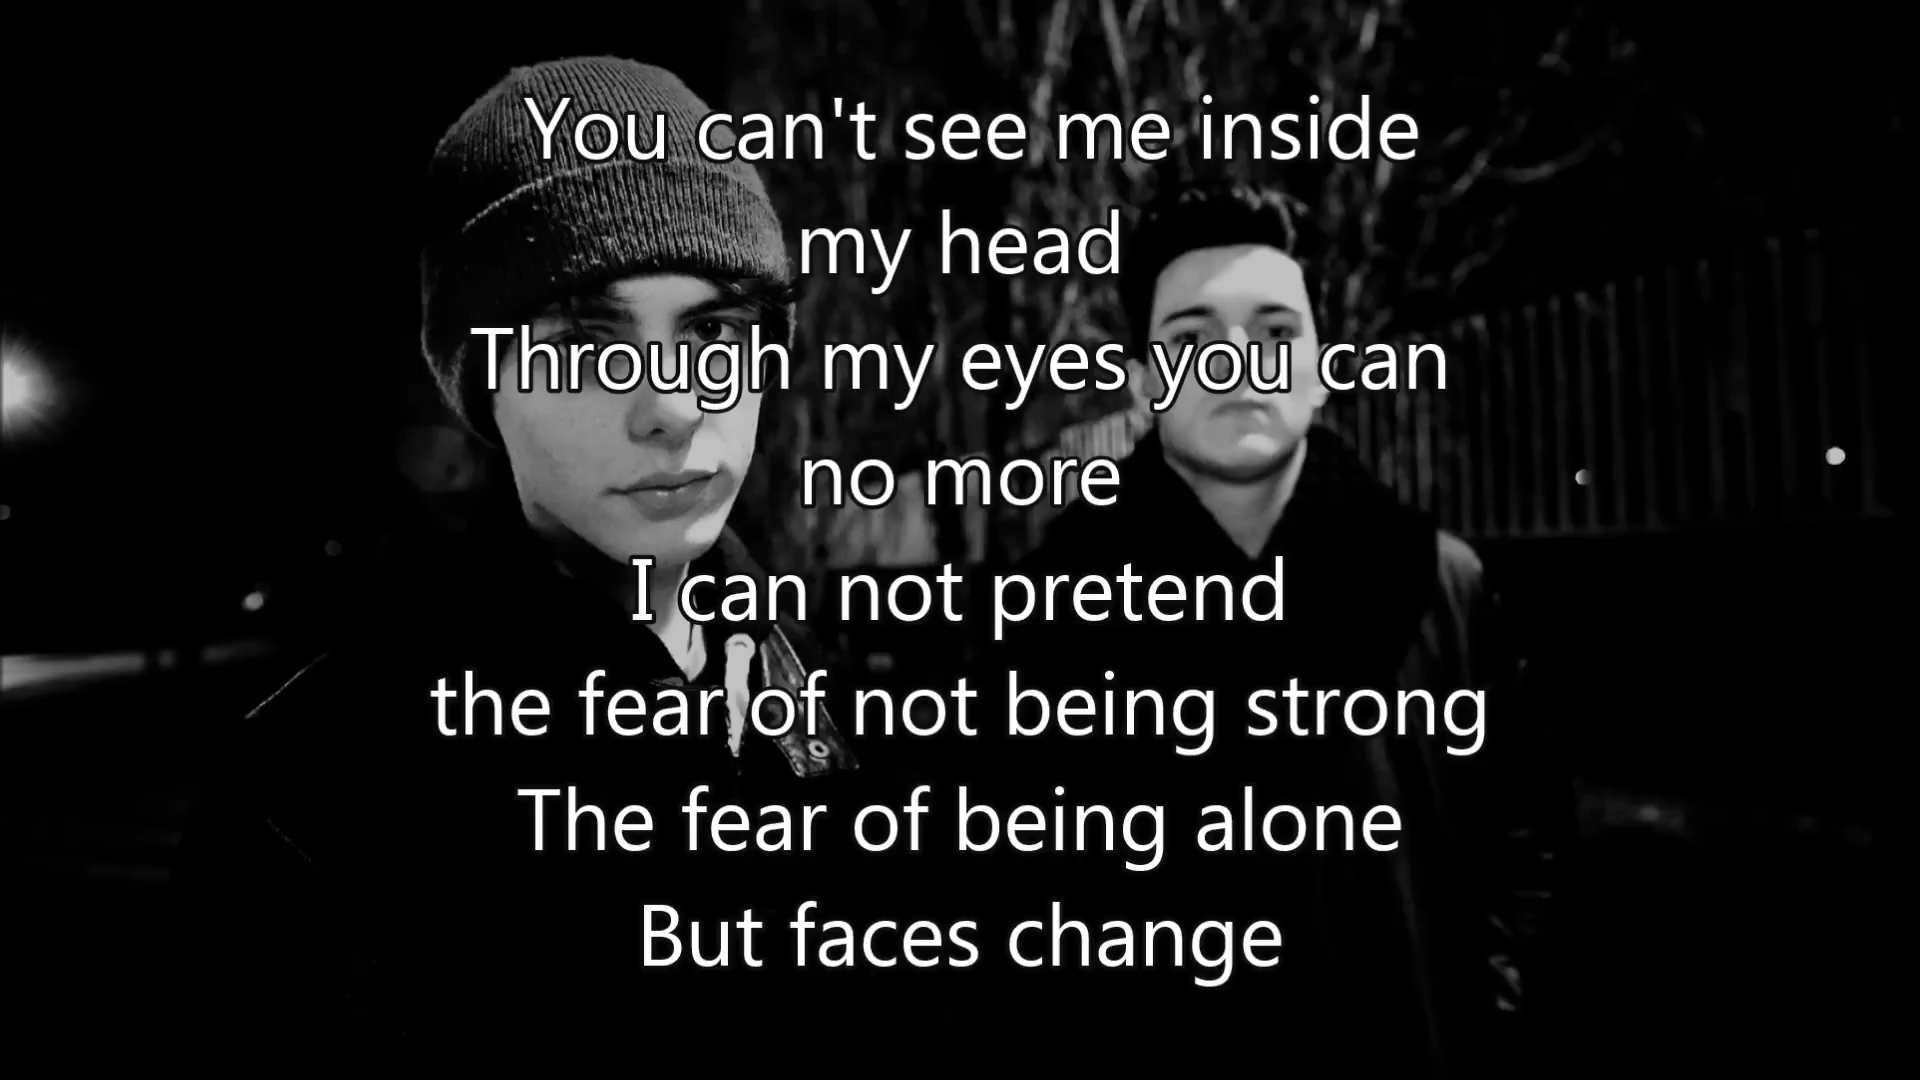 You can't see me inside
my head
Through my eyes you can
no more
I can not pretend
the fear of not being strong
The fear of being alone
But faces change